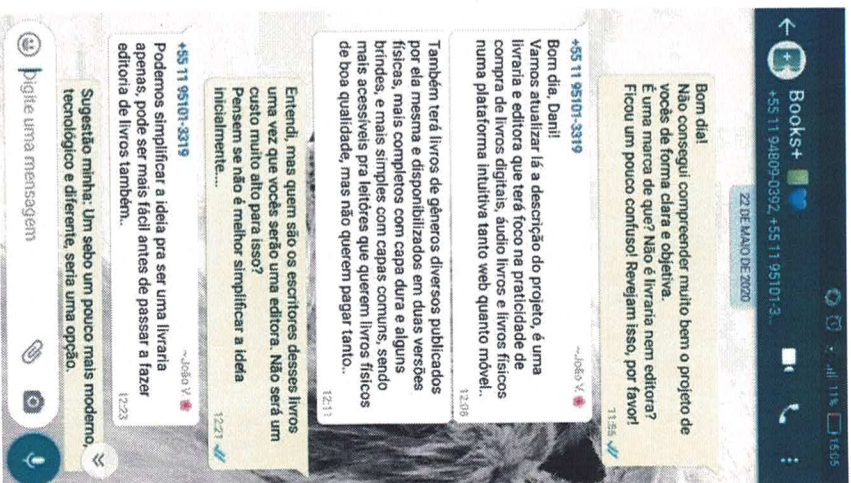 11% 15:05
Books+
+55 11 94809-0392, +55 11 95101-3...
22 DE MAIO DE 2020
Bom dia!
Não consegui compreender muito bem o projeto de
vocês de forma clara e objetiva.
É uma marca de que? Não é livraria nem editora?
Ficou um pouco confuso! Revejam isso, por favor!
11:55
+55 11 95101-3319
~João V.
Bom dia, Dani!
Vamos atualizar lá a descrição do projeto, é uma
livraria e editora que terá foco na praticidade de
compra de livros digitais, áudio livros e livros físicos
numa plataforma intuitiva tanto web quanto móvel..
12:08
Também terá livros de gêneros diversos publicados
por ela mesma e disponibilizados em duas versões
físicas, mais completos com capa dura e alguns
brindes, e mais simples com capas comuns, sendo
mais acessíveis pra leitores que querem livros físicos
de boa qualidade, mas não querem pagar tanto..
12:11
Entendi, mas quem são os escritores desses livros
uma vez que vocês serão uma editora. Não será um
custo muito alto para isso?
Pensem se não é melhor simplificar a ideia
inicialmente....
12:21
+55 11 95101-3319
~João V.
Podemos simplificar a ideia pra ser uma livraria
apenas, pode ser mais fácil antes de passar a fazer
editoria de livros também..
12:23
Sugestão minha: Um sebo um pouco mais moderno,
tecnológico e diferente, seria uma opção.
Digite uma mensagem